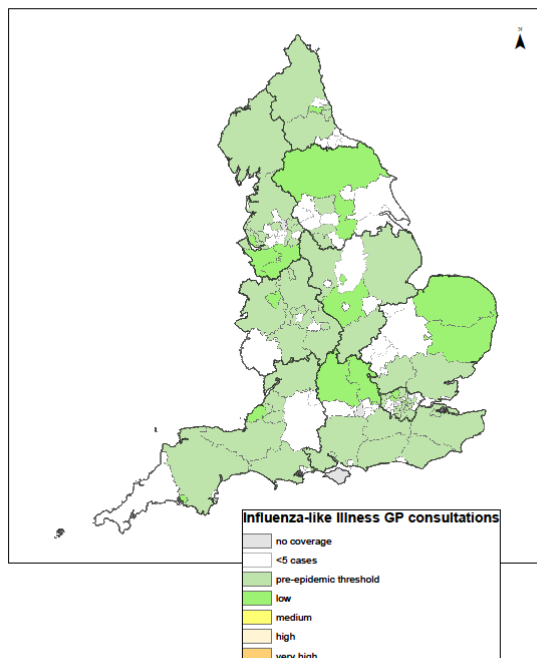 N
Influenza-like Illness GP consultations
no coverage
<5 cases
pre-epidemic threshold
low
medium
high
very high